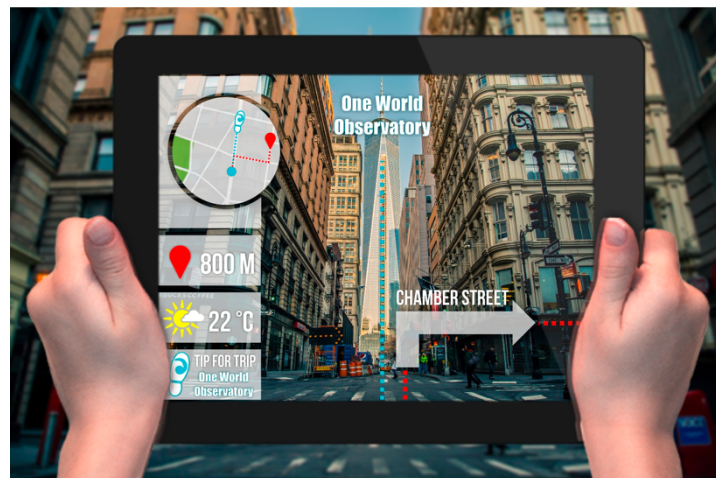 One World
Observatory
800 M
22 °C
TIP FOR TRIP
One World
Observatory
CHAMBER STREET